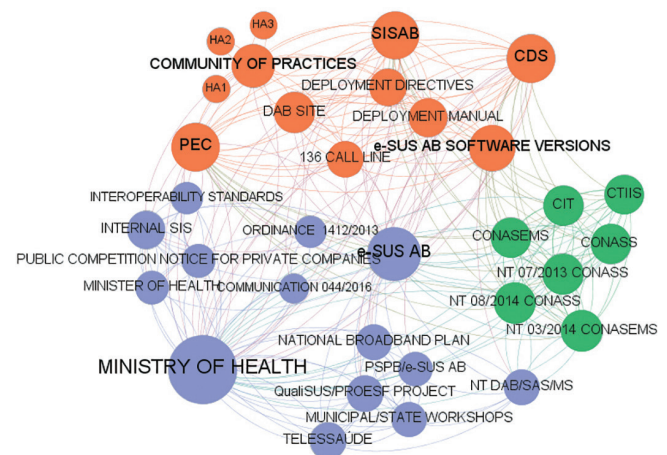 HA3
HA2
SISAB
CDS
COMMUNITY OF PRACTICES
HA1
DEPLOYMENT DIRECTIVES
DAB SITE
DEPLOYMENT MANUAL
PEC
e-SUS AB SOFTWARE VERSIONS
136 CALL LINE
INTEROPERABILITY STANDARDS
CTIIS
CIT
INTERNAL SIS
ORDINANCE 1412/2013
CONASEMS
CONASS
e-SUS AB
PUBLIC COMPETITION NOTICE FOR PRIVATE COMPANIES
NT 07/2013 CONASS
MINISTER OF HEALTH
COMMUNICATION 044/2016
NT 08/2014 CONASS
NT 03/2014 CONASEMS
NATIONAL BROADBAND PLAN
MINISTRY OF HEALTH
PSPB/e-SUS AB
NT DAB/SAS/MS
QualiSUS/PROESF PROJECT
MUNICIPAL/STATE WORKSHOPS
TELESSAÚDE